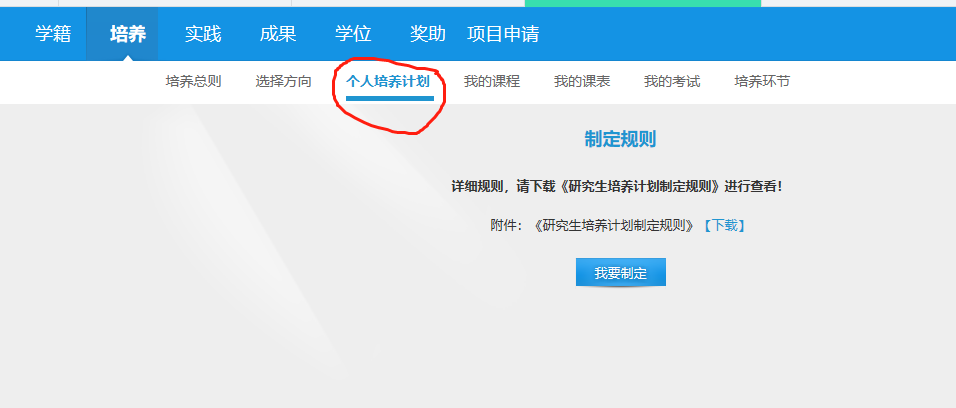 学籍 培养 实践 成果 学位 奖助 项目申请
培养总则 选择方向 个人培养计划 我的课程 我的课表 我的考试 培养环节
制定规则
详细规则，请下载《研究生培养计划制定规则》进行查看！
附件：《研究生培养计划制定规则》【下载】
我要制定